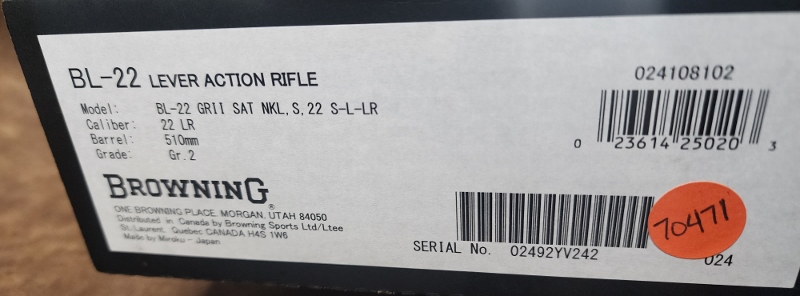 BL-22 LEVER ACTION RIFLE
024108102
Model: BL-22 GRII SAT NKL,S,22 S-L-LR
Caliber: 22 LR
Barrel: 510mm
Grade: Gr.2
0 23614 25020 3
BROWNING®
ONE BROWNING PLACE, MORGAN, UTAH 84050
Distributed in Canada by Browning Sports Ltd/Ltee
St. Laurent, Quebec CANADA H4S 1W6
Made by Miroku - Japan
70471
SERIAL No. 02492YV242
024